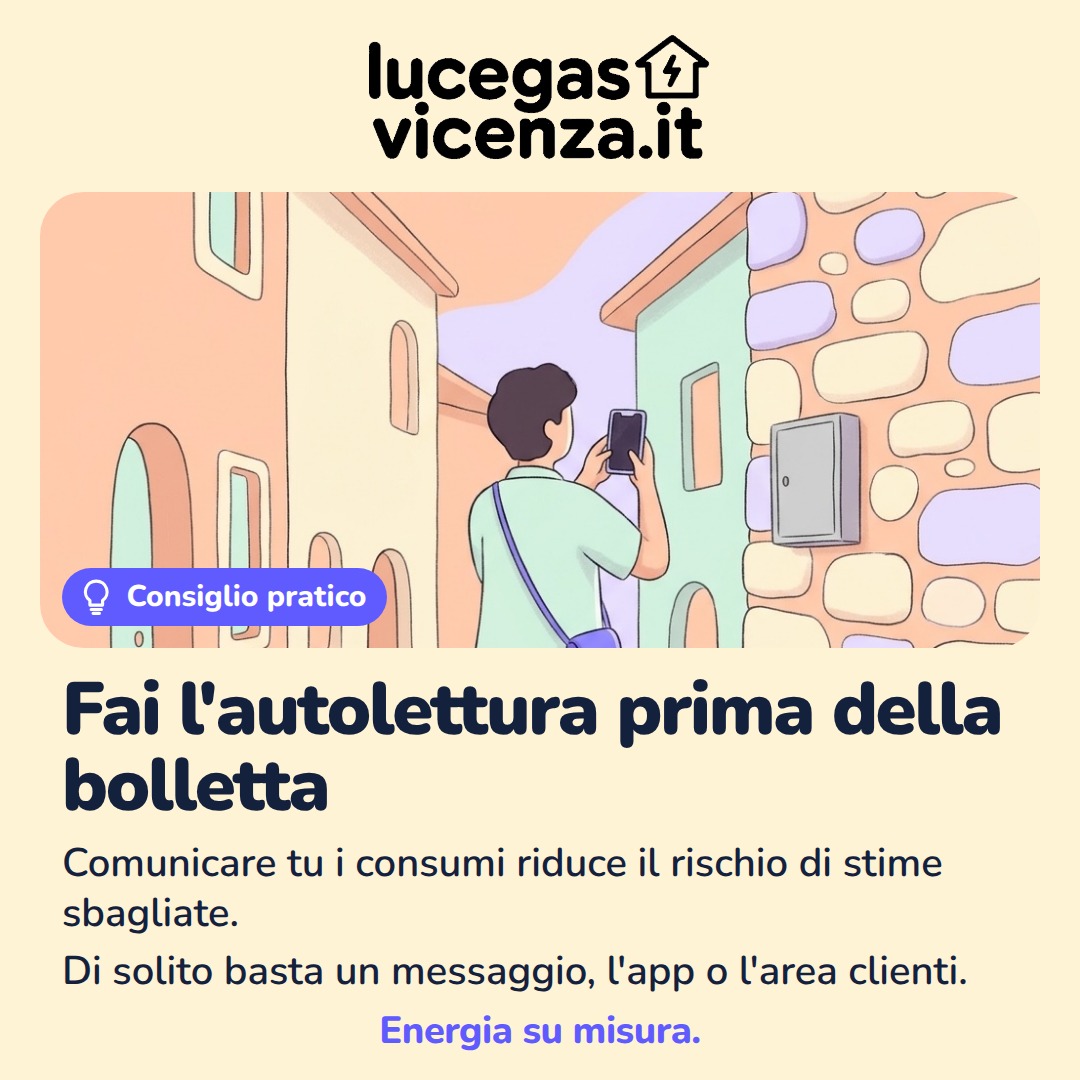 lucegas
vicenza.it
Consiglio pratico
Fai l'autolettura prima della
bolletta
Comunicare tu i consumi riduce il rischio di stime
sbagliate.
Di solito basta un messaggio, l'app o l'area clienti.
Energia su misura.